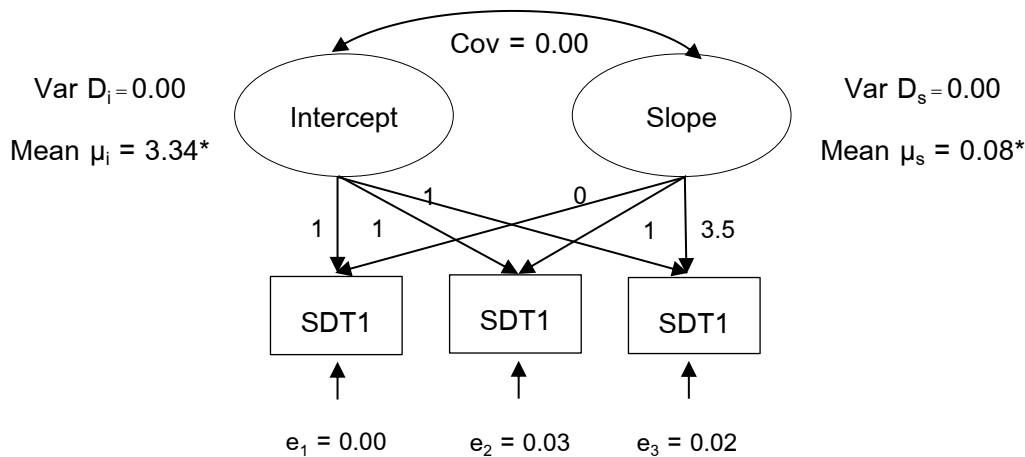 Cov = 0.00
Var Dᵢ = 0.00
Intercept
Slope
Var Dₛ = 0.00
Mean μᵢ = 3.34*
Mean μₛ = 0.08*
1
0
1
1
1
3.5
SDT1
SDT1
SDT1
e₁ = 0.00
e₂ = 0.03
e₃ = 0.02